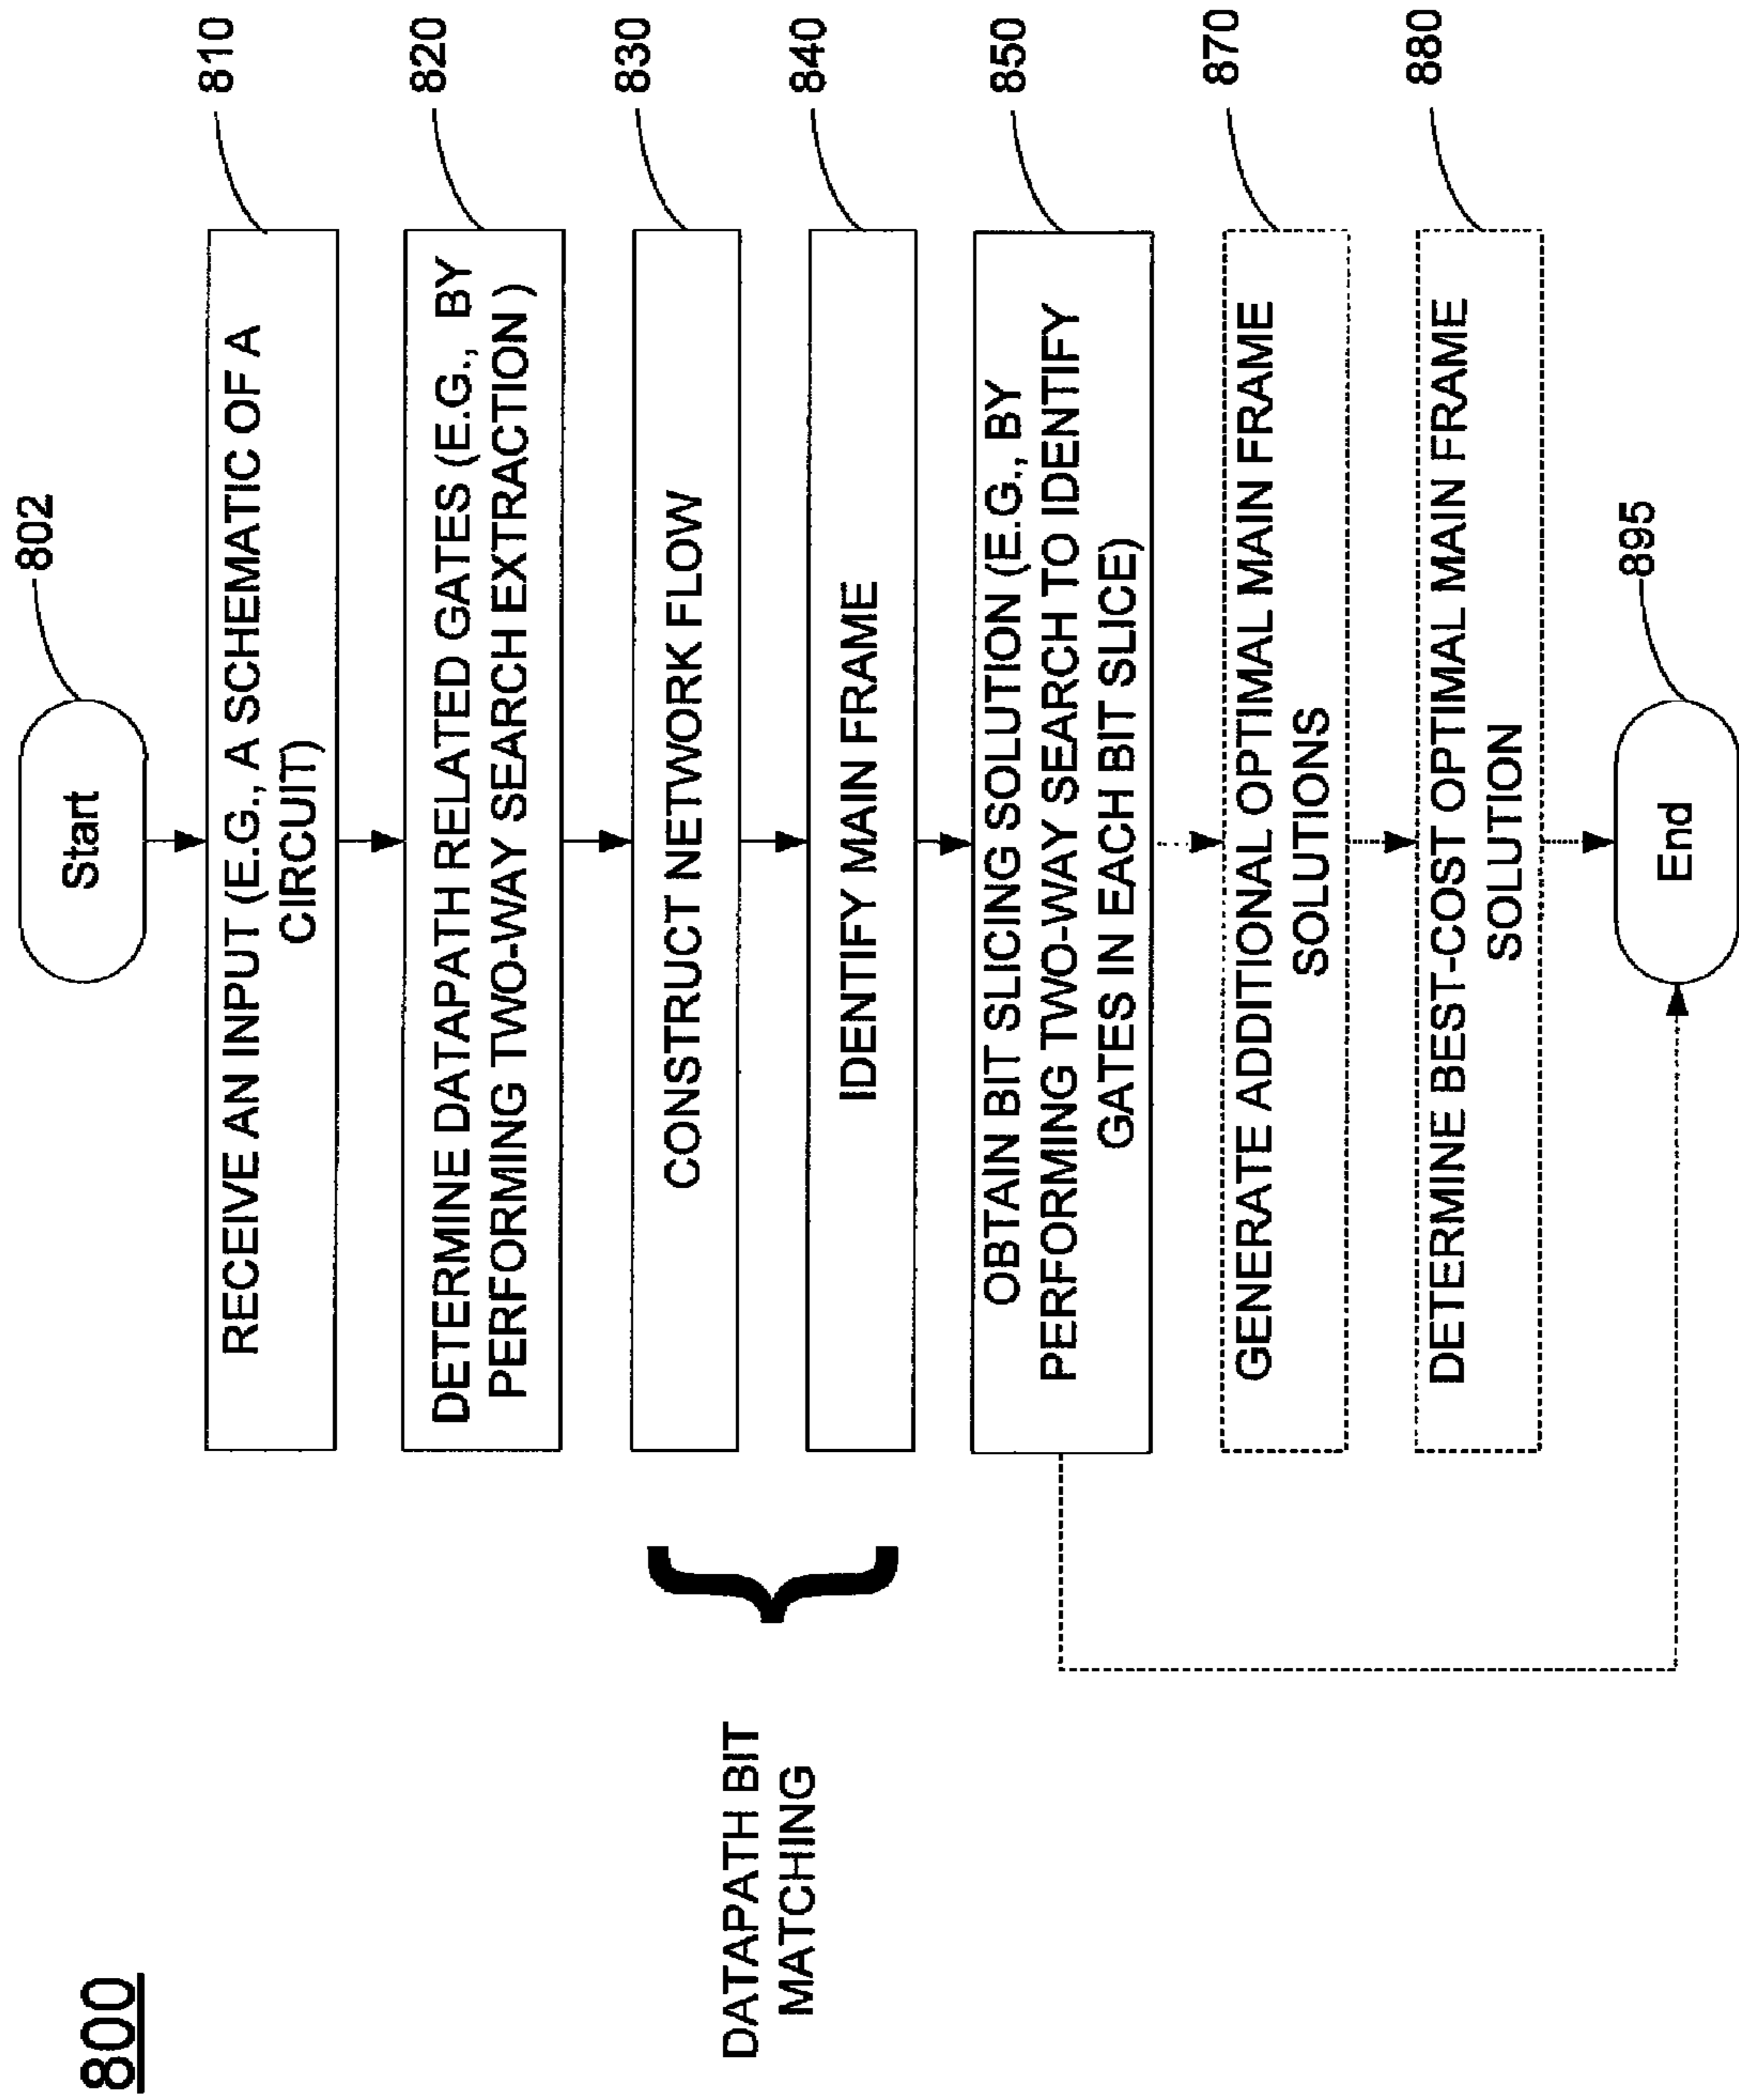 800
Start
802
RECEIVE AN INPUT (E.G., A SCHEMATIC OF A
CIRCUIT)
810
DETERMINE DATAPATH RELATED GATES (E.G., BY
PERFORMING TWO-WAY SEARCH EXTRACTION )
820
DATAPATH BIT
MATCHING
CONSTRUCT NETWORK FLOW
830
IDENTIFY MAIN FRAME
840
OBTAIN BIT SLICING SOLUTION (E.G., BY
PERFORMING TWO-WAY SEARCH TO IDENTIFY
GATES IN EACH BIT SLICE)
850
GENERATE ADDITIONAL OPTIMAL MAIN FRAME
SOLUTIONS
870
DETERMINE BEST-COST OPTIMAL MAIN FRAME
SOLUTION
880
End
895